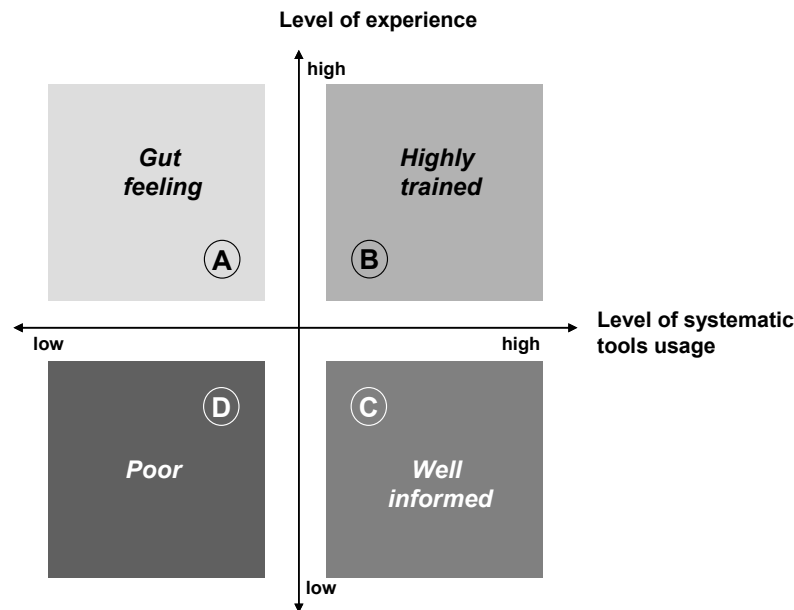 Level of experience
high
Gut
feeling
Highly
trained
A
B
Level of systematic
tools usage
low
high
D
C
Poor
Well
informed
low